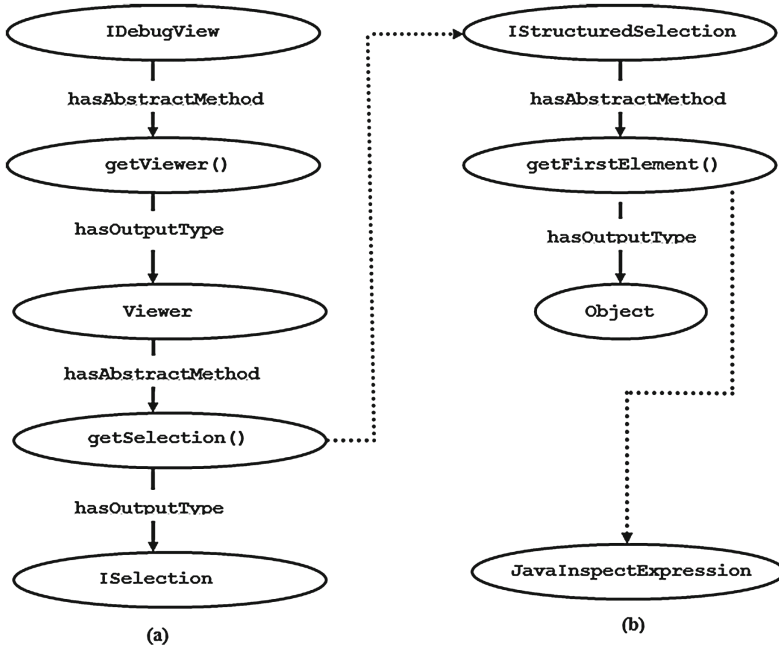 IDebugView
hasAbstractMethod
getViewer()
hasOutputType
Viewer
hasAbstractMethod
getSelection()
hasOutputType
ISelection
(a)
IStructuredSelection
hasAbstractMethod
getFirstElement()
hasOutputType
Object
JavaInspectExpression
(b)